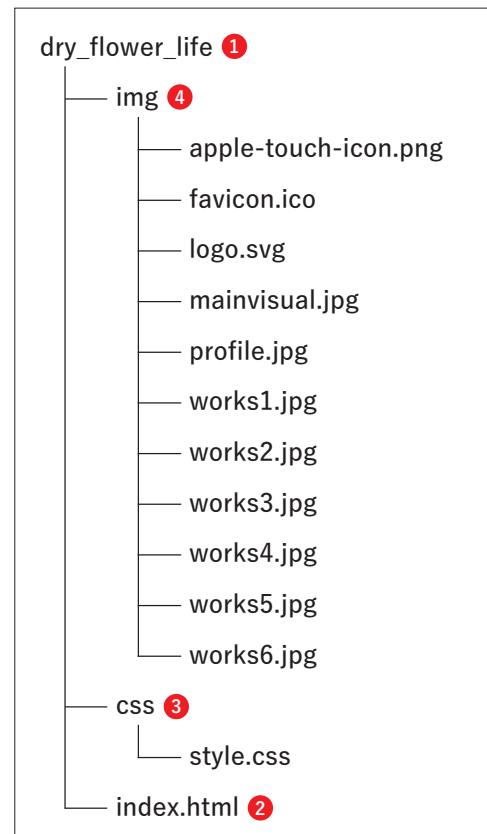 dry_flower_life 1
img 4
apple-touch-icon.png
favicon.ico
logo.svg
mainvisual.jpg
profile.jpg
works1.jpg
works2.jpg
works3.jpg
works4.jpg
works5.jpg
works6.jpg
css 3
style.css
index.html 2